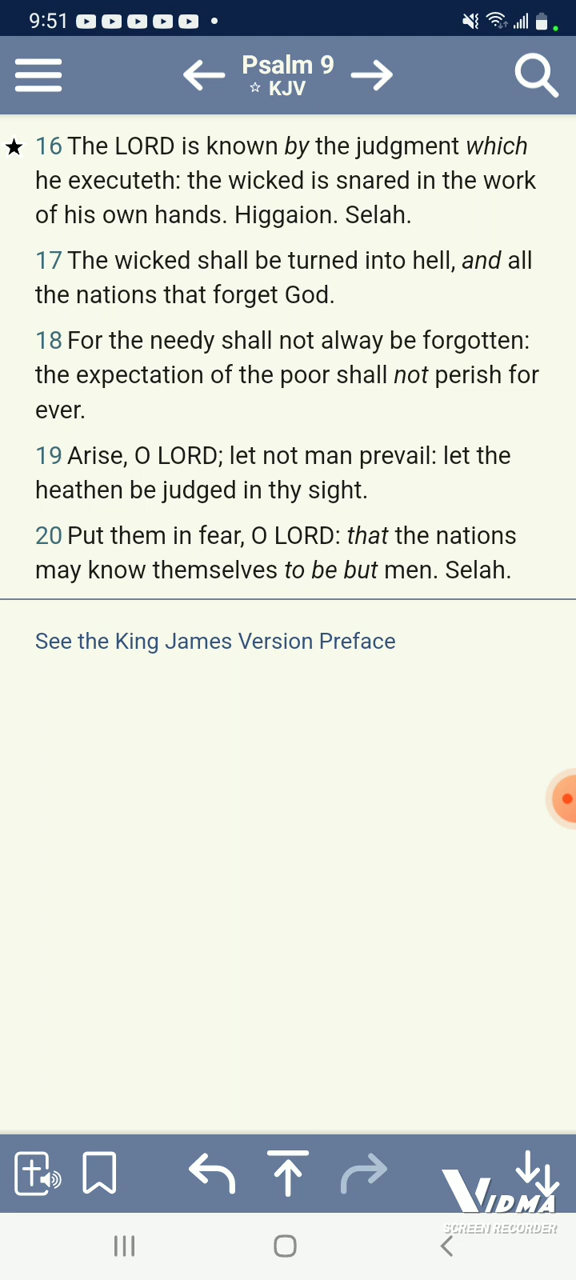 9:51
Psalm 9
KJV
16 The LORD is known by the judgment which
he executeth: the wicked is snared in the work
of his own hands. Higgaion. Selah.
17 The wicked shall be turned into hell, and all
the nations that forget God.
18 For the needy shall not alway be forgotten:
the expectation of the poor shall not perish for
ever.
19 Arise, O LORD; let not man prevail: let the
heathen be judged in thy sight.
20 Put them in fear, O LORD: that the nations
may know themselves to be but men. Selah.
See the King James Version Preface
VIDMA
SCREEN RECORDER